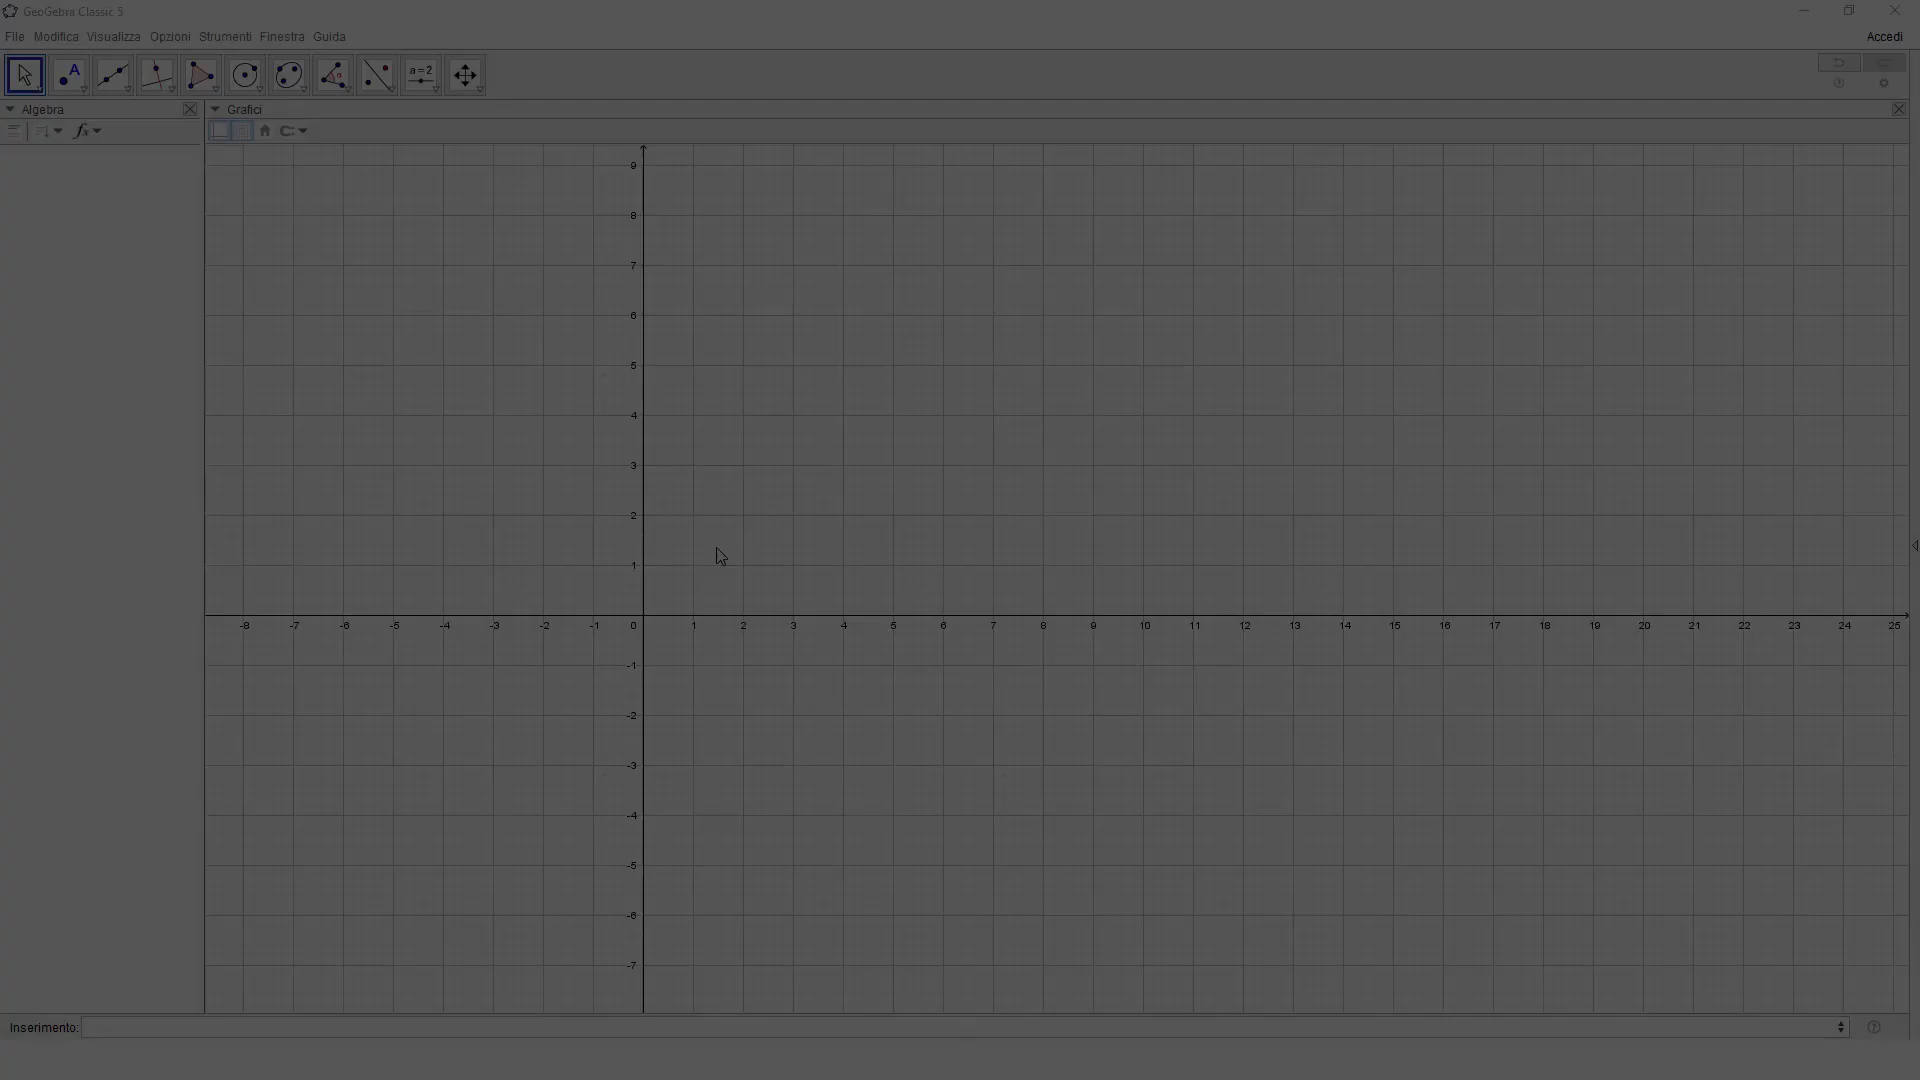 GeoGebra Classic 5
File Modifica Visualizza Opzioni Strumenti Finestra Guida
Accedi
A
a=2
Algebra
Grafici
fx
9
8
7
6
5
4
3
2
1
-8 -7 -6 -5 -4 -3 -2 -1 0 1 2 3 4 5 6 7 8 9 10 11 12 13 14 15 16 17 18 19 20 21 22 23 24 25
-1
-2
-3
-4
-5
-6
-7
Inserimento: